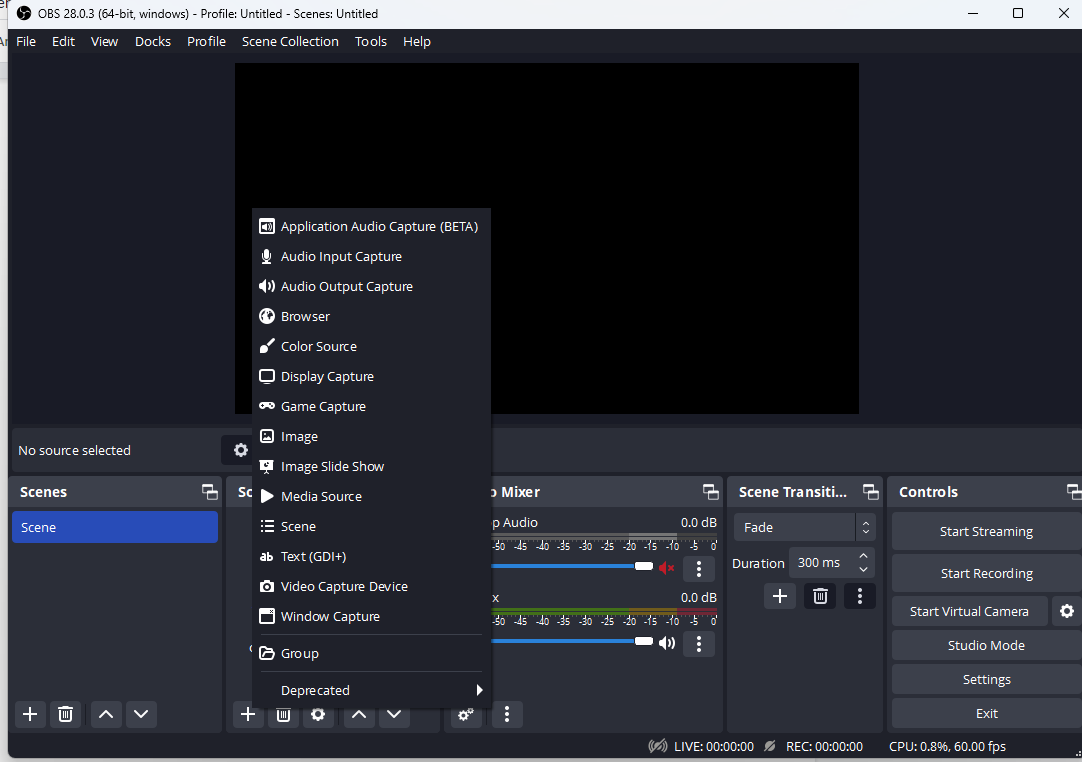 OBS 28.0.3 (64-bit, windows) - Profile: Untitled - Scenes: Untitled
File Edit View Docks Profile Scene Collection Tools Help
Application Audio Capture (BETA)
Audio Input Capture
Audio Output Capture
Browser
Color Source
Display Capture
Game Capture
Image
Image Slide Show
Media Source
Scene
Text (GDI+)
Video Capture Device
Window Capture
Group
Deprecated
No source selected
Scenes
Scene
So
o Mixer
p Audio 0.0 dB
-50 -45 -40 -35 -30 -25 -20 -15 -10 -5 0
x 0.0 dB
-50 -45 -40 -35 -30 -25 -20 -15 -10 -5 0
Scene Transiti...
Fade
Duration 300 ms
Controls
Start Streaming
Start Recording
Start Virtual Camera
Studio Mode
Settings
Exit
LIVE: 00:00:00 REC: 00:00:00 CPU: 0.8%, 60.00 fps